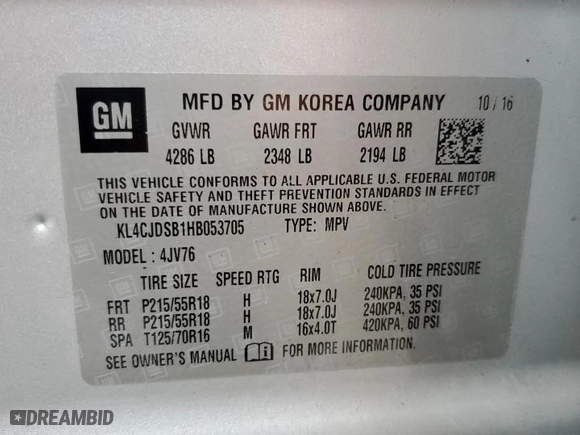 GM MFD BY GM KOREA COMPANY 10 / 16
GVWR GAWR FRT GAWR RR
4286 LB 2348 LB 2194 LB
THIS VEHICLE CONFORMS TO ALL APPLICABLE U.S. FEDERAL MOTOR
VEHICLE SAFETY AND THEFT PREVENTION STANDARDS IN EFFECT
ON THE DATE OF MANUFACTURE SHOWN ABOVE.
KL4CJDSB1HB053705 TYPE: MPV
MODEL : 4JV76
TIRE SIZE SPEED RTG RIM COLD TIRE PRESSURE
FRT P215/55R18 H 18x7.0J 240KPA, 35 PSI
RR P215/55R18 H 18x7.0J 240KPA, 35 PSI
SPA T125/70R16 M 16x4.0T 420KPA, 60 PSI
SEE OWNER'S MANUAL FOR MORE INFORMATION.
DREAMBID